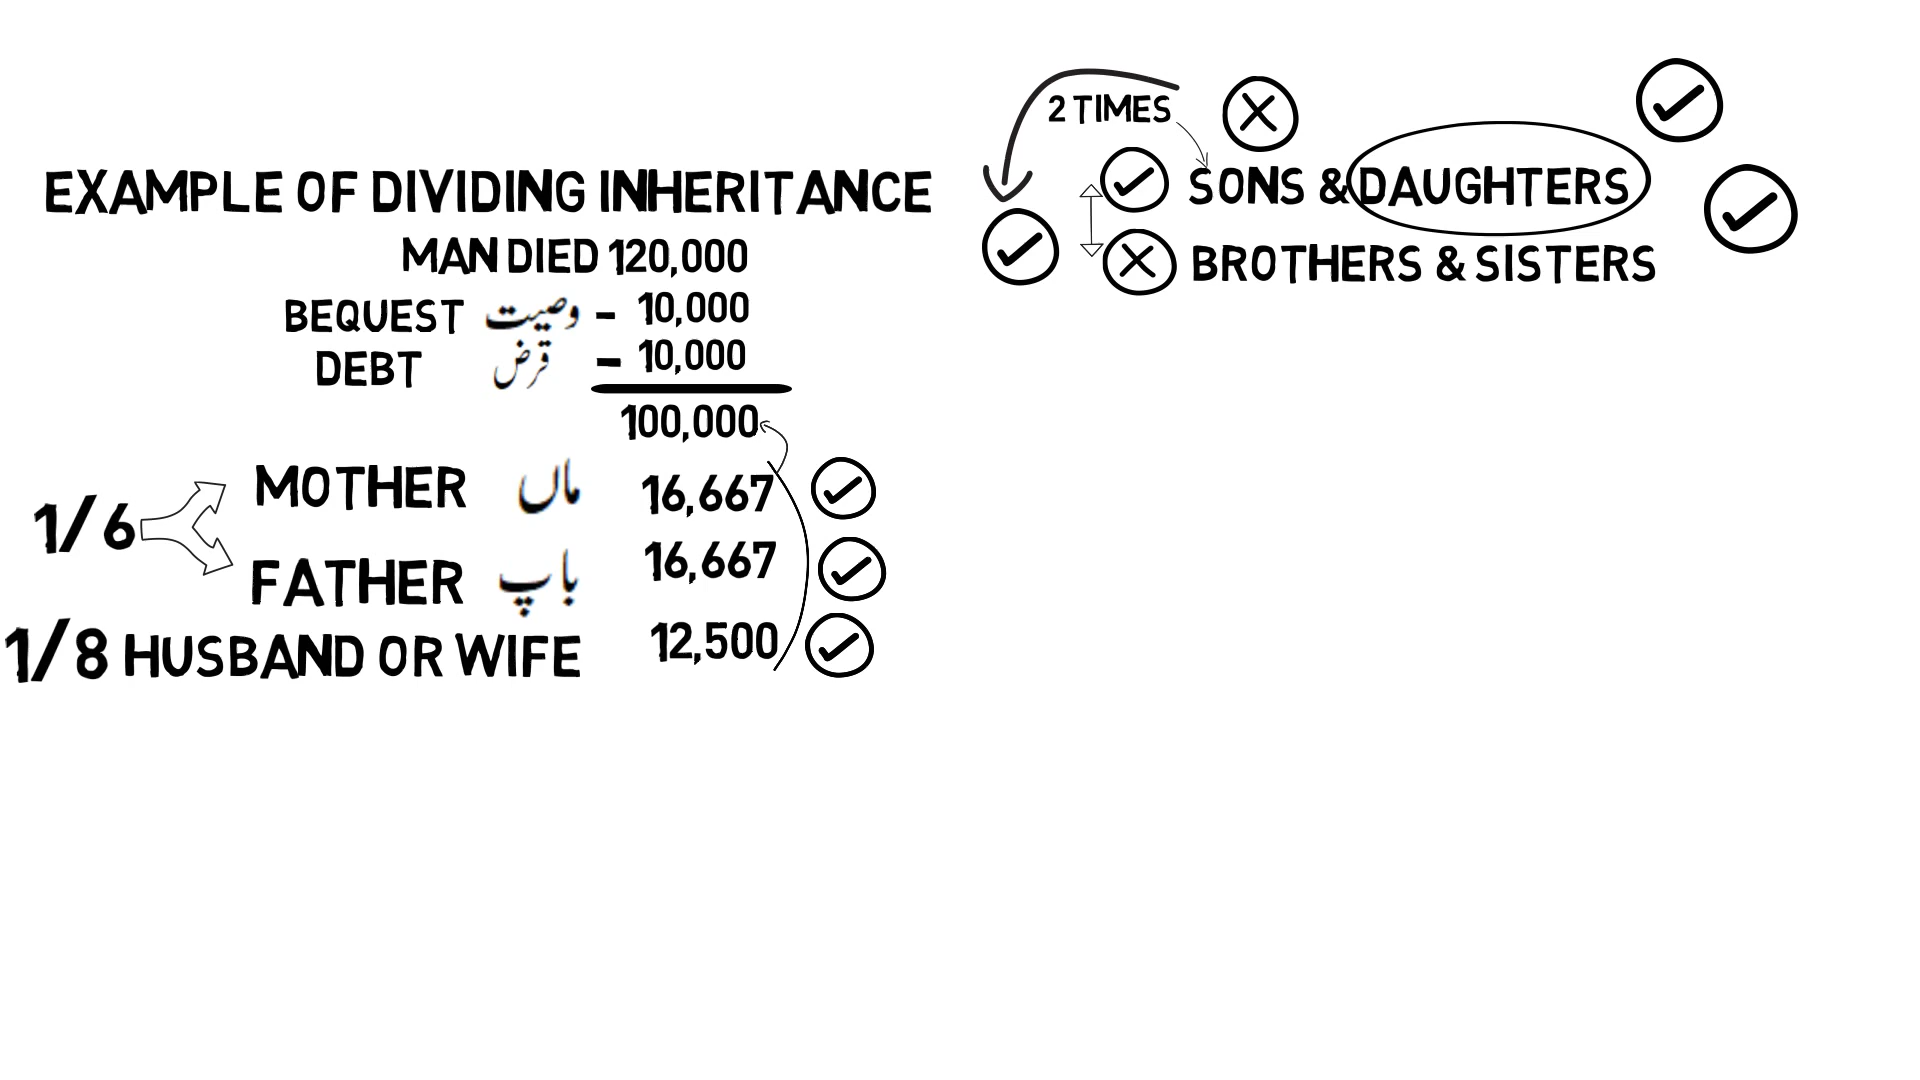 EXAMPLE OF DIVIDING INHERITANCE
MAN DIED 120,000
BEQUEST وصیت - 10,000
DEBT قرض - 10,000
100,000
1/6
MOTHER ماں 16,667
FATHER باپ 16,667
1/8 HUSBAND OR WIFE 12,500
2 TIMES
SONS & DAUGHTERS
BROTHERS & SISTERS